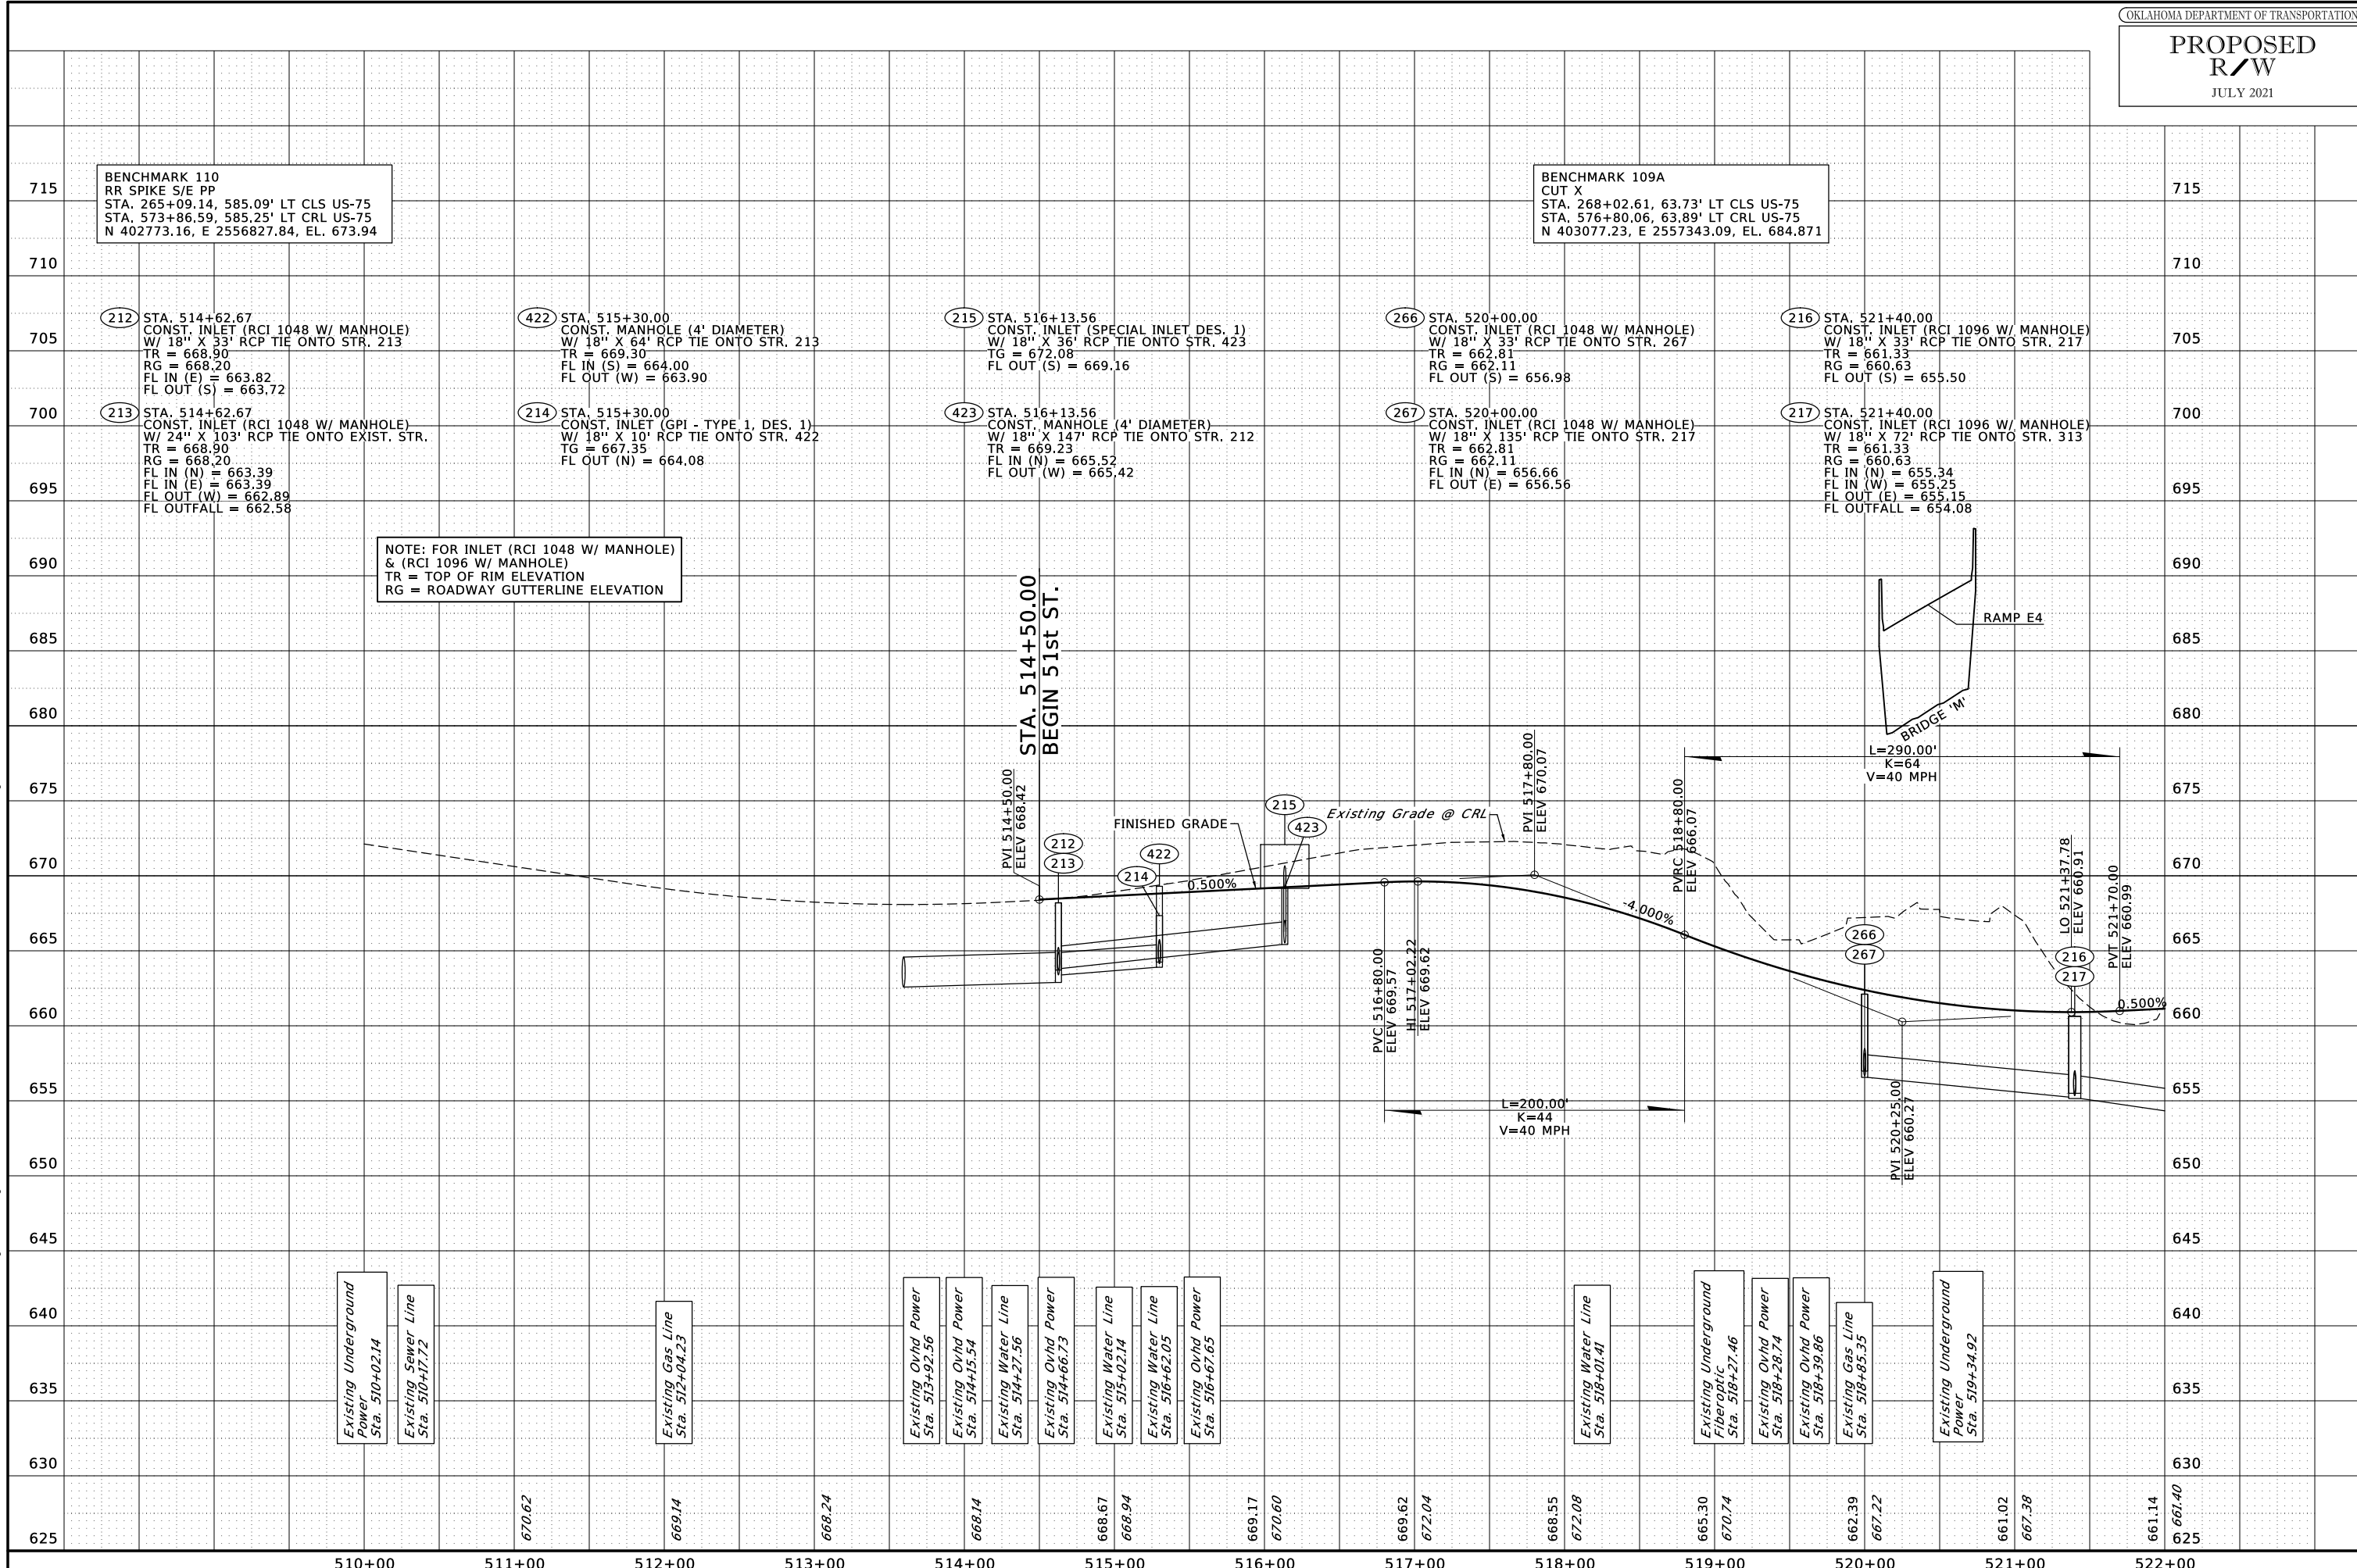 OKLAHOMA DEPARTMENT OF TRANSPORTATION
PROPOSED
R/W
JULY 2021
BENCHMARK 110
RR SPIKE S/E PP
STA. 265+09.14, 585.09' LT CLS US-75
STA. 573+86.59, 585.25' LT CRL US-75
N 402773.16, E 2556827.84, EL. 673.94
BENCHMARK 109A
CUT X
STA. 268+02.61, 63.73' LT CLS US-75
STA. 576+80.06, 63.89' LT CRL US-75
N 403077.23, E 2557343.09, EL. 684.871
212 STA. 514+62.67
CONST. INLET (RCI 1048 W/ MANHOLE)
W/ 18'' X 33' RCP TIE ONTO STR. 213
TR = 668.90
RG = 668.20
FL IN (E) = 663.82
FL OUT (S) = 663.72
213 STA. 514+62.67
CONST. INLET (RCI 1048 W/ MANHOLE)
W/ 24'' X 103' RCP TIE ONTO EXIST. STR.
TR = 668.90
RG = 668.20
FL IN (N) = 663.39
FL IN (E) = 663.39
FL OUT (W) = 662.89
FL OUTFALL = 662.58
422 STA. 515+30.00
CONST. MANHOLE (4' DIAMETER)
W/ 18'' X 64' RCP TIE ONTO STR. 213
TR = 669.30
FL IN (S) = 664.00
FL OUT (W) = 663.90
214 STA. 515+30.00
CONST. INLET (GPI - TYPE 1, DES. 1)
W/ 18'' X 10' RCP TIE ONTO STR. 422
TG = 667.35
FL OUT (N) = 664.08
215 STA. 516+13.56
CONST. INLET (SPECIAL INLET DES. 1)
W/ 18'' X 36' RCP TIE ONTO STR. 423
TG = 672.08
FL OUT (S) = 669.16
423 STA. 516+13.56
CONST. MANHOLE (4' DIAMETER)
W/ 18'' X 147' RCP TIE ONTO STR. 212
TR = 669.23
FL IN (N) = 665.52
FL OUT (W) = 665.42
266 STA. 520+00.00
CONST. INLET (RCI 1048 W/ MANHOLE)
W/ 18'' X 33' RCP TIE ONTO STR. 267
TR = 662.81
RG = 662.11
FL OUT (S) = 656.98
267 STA. 520+00.00
CONST. INLET (RCI 1048 W/ MANHOLE)
W/ 18'' X 135' RCP TIE ONTO STR. 217
TR = 662.81
RG = 662.11
FL IN (N) = 656.66
FL OUT (E) = 656.56
216 STA. 521+40.00
CONST. INLET (RCI 1096 W/ MANHOLE)
W/ 18'' X 33' RCP TIE ONTO STR. 217
TR = 661.33
RG = 660.63
FL OUT (S) = 655.50
217 STA. 521+40.00
CONST. INLET (RCI 1096 W/ MANHOLE)
W/ 18'' X 72' RCP TIE ONTO STR. 313
TR = 661.33
RG = 660.63
FL IN (N) = 655.34
FL IN (W) = 655.25
FL OUT (E) = 655.15
FL OUTFALL = 654.08
NOTE: FOR INLET (RCI 1048 W/ MANHOLE)
& (RCI 1096 W/ MANHOLE)
TR = TOP OF RIM ELEVATION
RG = ROADWAY GUTTERLINE ELEVATION
STA. 514+50.00
BEGIN 51st ST.
RAMP E4
BRIDGE 'M'
L=290.00'
K=64
V=40 MPH
PVI 514+50.00
ELEV 668.42
212
213
422
214
0.500%
FINISHED GRADE
215
423
Existing Grade @ CRL
PVI 517+80.00
ELEV 670.07
PVRC 518+80.00
ELEV 666.07
-4.000%
PVC 516+80.00
ELEV 669.57
HI 517+02.22
ELEV 669.62
L=200.00'
K=44
V=40 MPH
266
267
PVI 520+25.00
ELEV 660.27
LO 521+37.78
ELEV 660.91
216
217
PVT 521+70.00
ELEV 660.99
0.500%
715 715
710 710
705 705
700 700
695 695
690 690
685 685
680 680
675 675
670 670
665 665
660 660
655 655
650 650
645 645
640 640
635 635
630 630
625 625
Existing Underground
Power
Sta. 510+02.14
Existing Sewer Line
Sta. 510+17.72
Existing Gas Line
Sta. 512+04.23
Existing Ovhd Power
Sta. 513+92.56
Existing Ovhd Power
Sta. 514+15.54
Existing Water Line
Sta. 514+27.56
Existing Ovhd Power
Sta. 514+66.73
Existing Water Line
Sta. 515+02.14
Existing Water Line
Sta. 516+62.05
Existing Ovhd Power
Sta. 516+67.65
Existing Water Line
Sta. 518+01.41
Existing Underground
Fiberoptic
Sta. 518+27.46
Existing Ovhd Power
Sta. 518+28.74
Existing Ovhd Power
Sta. 518+39.86
Existing Gas Line
Sta. 518+85.35
Existing Underground
Power
Sta. 519+34.92
670.62
669.14
668.24
668.14
668.67
668.94
669.17
670.60
669.62
672.04
668.55
672.08
665.30
670.74
662.39
667.22
661.02
667.38
661.14
661.40
510+00 511+00 512+00 513+00 514+00 515+00 516+00 517+00 518+00 519+00 520+00 521+00 522+00